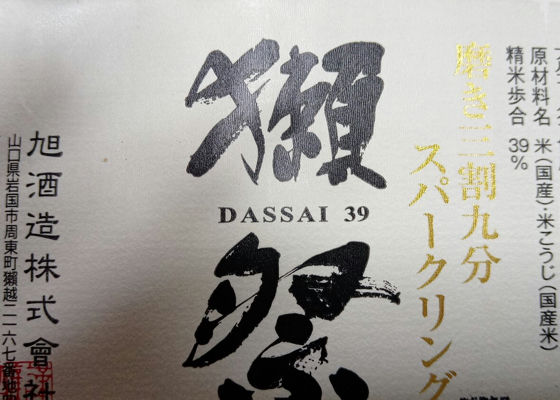 原材料名 米(国産)・米こうじ(国産米)
精米歩合 39%
磨き三割九分
スパークリング
獺
DASSAI 39
祭
旭酒造株式會社
山口県岩国市周東町獺越二一六七番地